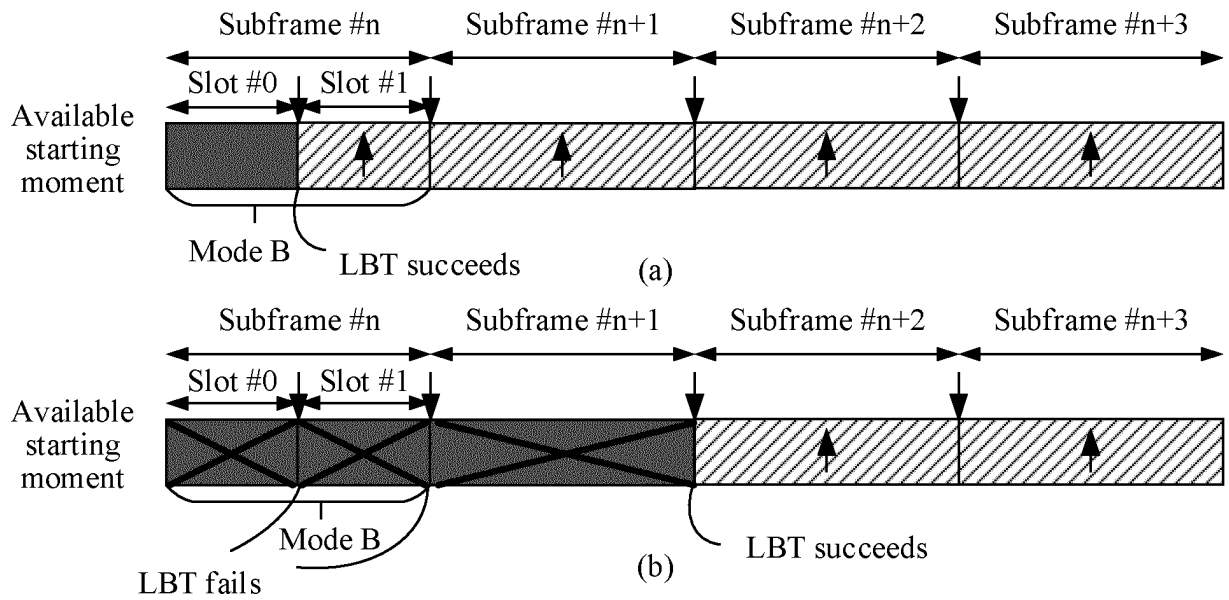 Subframe #n Subframe #n+1 Subframe #n+2 Subframe #n+3
Slot #0 Slot #1
Available
starting
moment
Mode B
LBT succeeds
(a)
Subframe #n Subframe #n+1 Subframe #n+2 Subframe #n+3
Slot #0 Slot #1
Available
starting
moment
Mode B
LBT succeeds
LBT fails
(b)